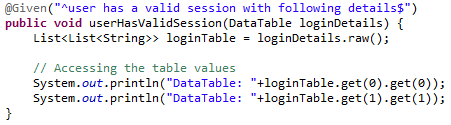 @Given("^user has a valid session with following details$")
public void userHasValidSession(DataTable loginDetails) {
List<List<String>> loginTable = loginDetails.raw();
// Accessing the table values
System.out.println("DataTable: "+loginTable.get(0).get(0));
System.out.println("DataTable: "+loginTable.get(1).get(1));
}